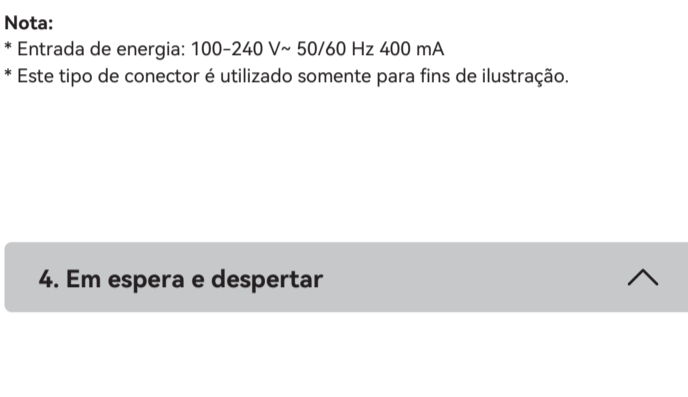 Nota:
* Entrada de energia: 100-240 V~ 50/60 Hz 400 mA
* Este tipo de conector é utilizado somente para fins de ilustração.
4. Em espera e despertar